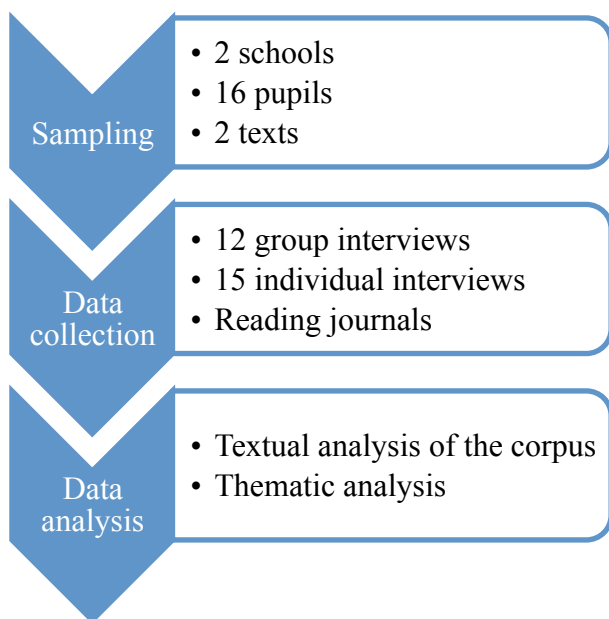 Sampling
• 2 schools
• 16 pupils
• 2 texts
Data
collection
• 12 group interviews
• 15 individual interviews
• Reading journals
Data
analysis
• Textual analysis of the corpus
• Thematic analysis